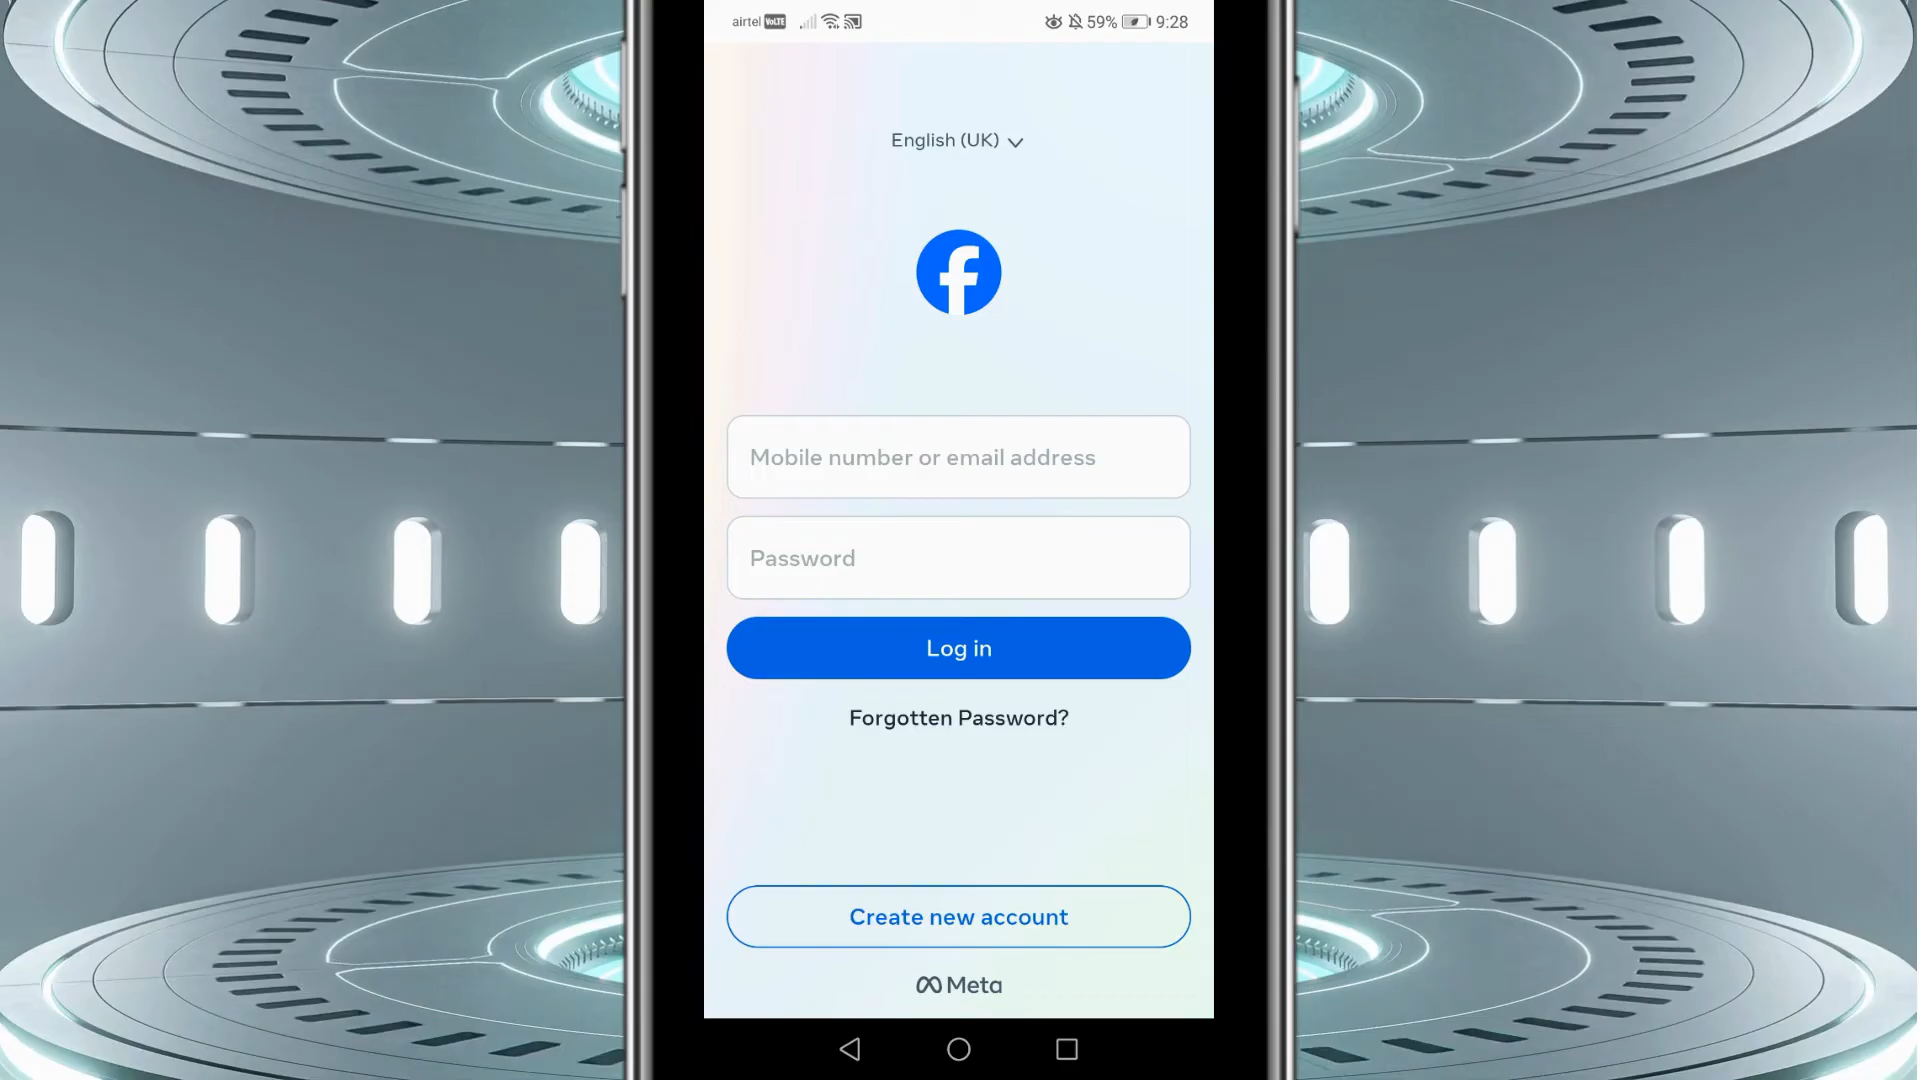 airtel VoLTE 59% 9:28
English (UK)
Mobile number or email address
Password
Log in
Forgotten Password?
Create new account
Meta